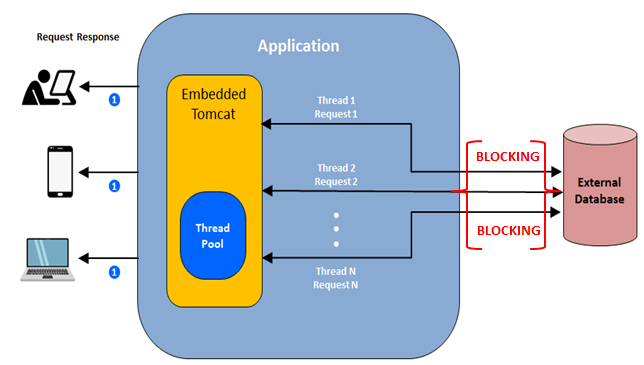 Request Response
Application
Embedded
Tomcat
Thread
Pool
1
1
1
Thread 1
Request 1
Thread 2
Request 2
Thread N
Request N
BLOCKING
BLOCKING
External
Database